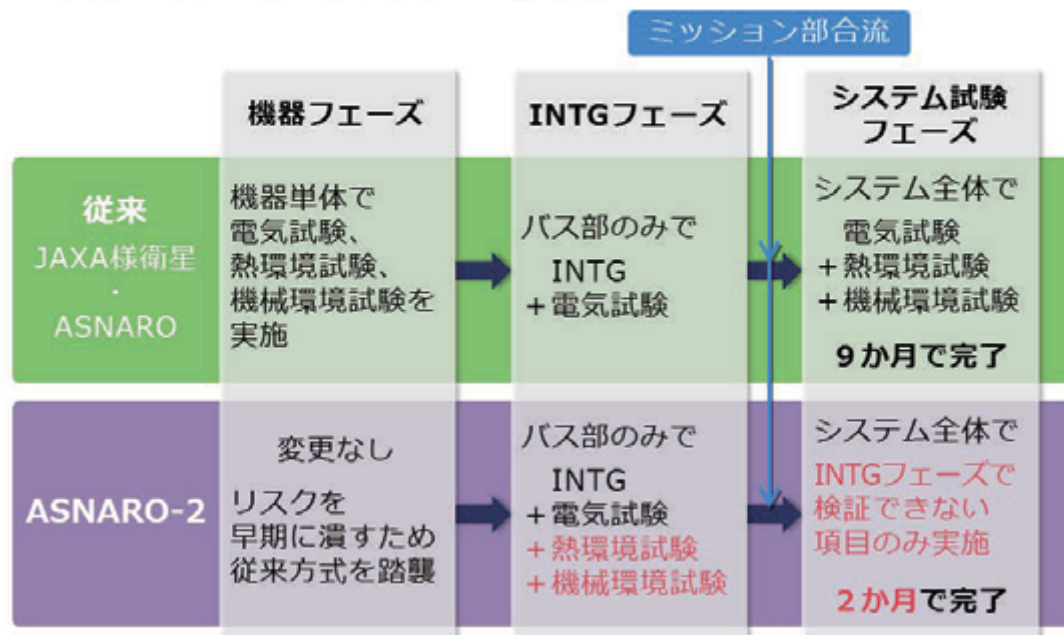 ミッション部合流
機器フェーズ
INTGフェーズ
システム試験
フェーズ
従来
JAXA様衛星
・
ASNARO
機器単体で
電気試験、
熱環境試験、
機械環境試験を
実施
バス部のみで
INTG
＋電気試験
システム全体で
電気試験
＋熱環境試験
＋機械環境試験
９か月で完了
ASNARO-2
変更なし
リスクを
早期に潰すため
従来方式を踏襲
バス部のみで
INTG
＋電気試験
＋熱環境試験
＋機械環境試験
システム全体で
INTGフェーズで
検証できない
項目のみ実施
２か月で完了